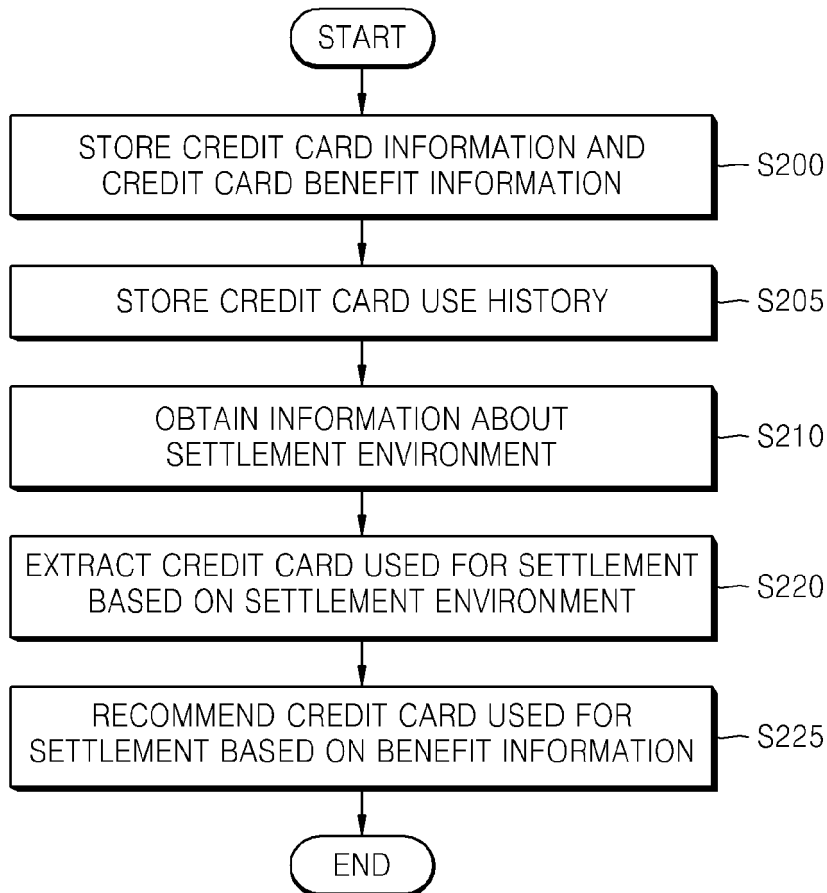 START
STORE CREDIT CARD INFORMATION AND
CREDIT CARD BENEFIT INFORMATION
S200
STORE CREDIT CARD USE HISTORY
S205
OBTAIN INFORMATION ABOUT
SETTLEMENT ENVIRONMENT
S210
EXTRACT CREDIT CARD USED FOR SETTLEMENT
BASED ON SETTLEMENT ENVIRONMENT
S220
RECOMMEND CREDIT CARD USED FOR
SETTLEMENT BASED ON BENEFIT INFORMATION
S225
END